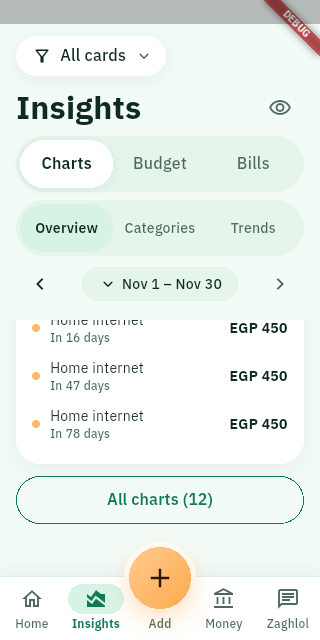 DEBUG
All cards
Insights
Charts Budget Bills
Overview Categories Trends
Nov 1 – Nov 30
Home internet EGP 450
In 16 days
Home internet EGP 450
In 47 days
Home internet EGP 450
In 78 days
All charts (12)
Home Insights Add Money Zaghlol